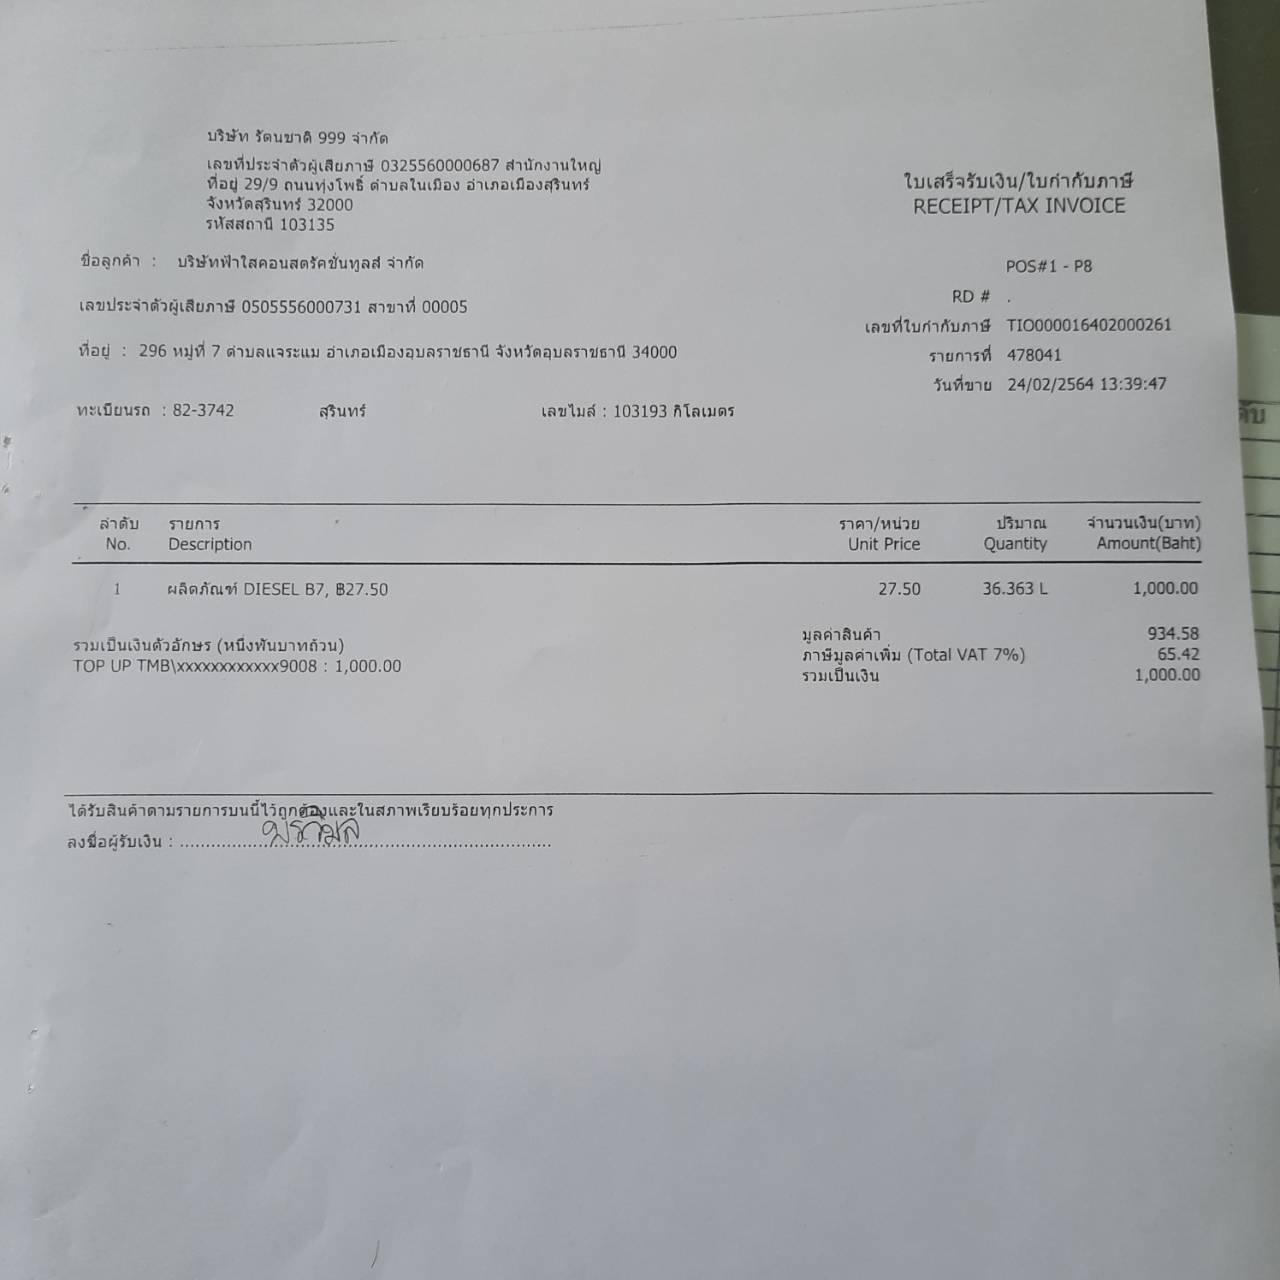 บริษัท รัตนชาติ 999 จำกัด
เลขที่ประจำตัวผู้เสียภาษี 0325560000687 สำนักงานใหญ่
ที่อยู่ 29/9 ถนนทุ่งโพธิ์ ตำบลในเมือง อำเภอเมืองสุรินทร์
จังหวัดสุรินทร์ 32000
รหัสสถานี 103135
ใบเสร็จรับเงิน/ใบกำกับภาษี
RECEIPT/TAX INVOICE
ชื่อลูกค้า : บริษัทฟ้าใสคอนสตรัคชั่นทูลส์ จำกัด
POS#1 - P8
RD # .
เลขประจำตัวผู้เสียภาษี 0505556000731 สาขาที่ 00005
เลขที่ใบกำกับภาษี TIO000016402000261
ที่อยู่ : 296 หมู่ที่ 7 ตำบลแจระแม อำเภอเมืองอุบลราชธานี จังหวัดอุบลราชธานี 34000
รายการที่ 478041
วันที่ขาย 24/02/2564 13:39:47
ทะเบียนรถ : 82-3742 สุรินทร์ เลขไมล์ : 103193 กิโลเมตร
ลำดับ รายการ ราคา/หน่วย ปริมาณ จำนวนเงิน(บาท)
No. Description Unit Price Quantity Amount(Baht)
1 ผลิตภัณฑ์ DIESEL B7, ฿27.50 27.50 36.363 L 1,000.00
รวมเป็นเงินตัวอักษร (หนึ่งพันบาทถ้วน) มูลค่าสินค้า 934.58
TOP UP TMB\xxxxxxxxxxxx9008 : 1,000.00 ภาษีมูลค่าเพิ่ม (Total VAT 7%) 65.42
รวมเป็นเงิน 1,000.00
ได้รับสินค้าตามรายการบนนี้ไว้ถูกต้องและในสภาพเรียบร้อยทุกประการ
ลงชื่อผู้รับเงิน :